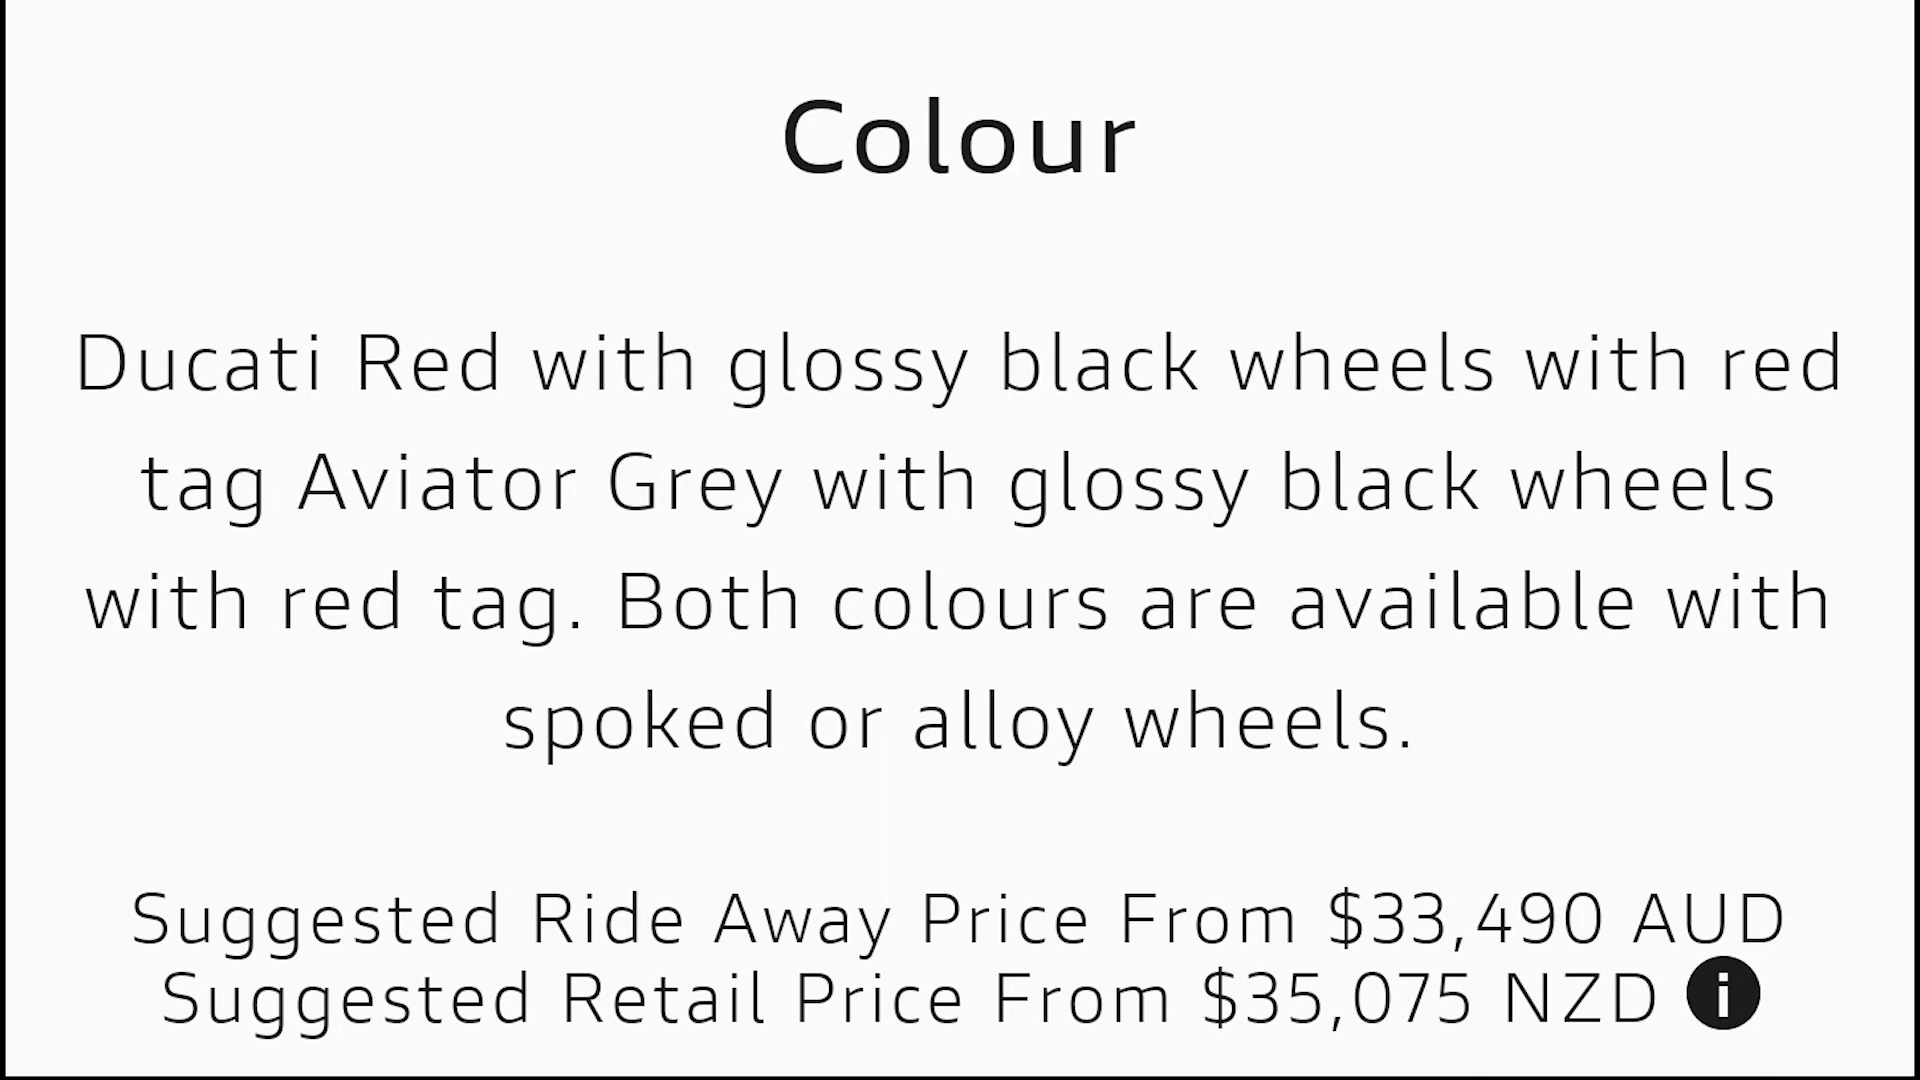 Colour
Ducati Red with glossy black wheels with red
tag Aviator Grey with glossy black wheels
with red tag. Both colours are available with
spoked or alloy wheels.
Suggested Ride Away Price From $33,490 AUD
Suggested Retail Price From $35,075 NZD i